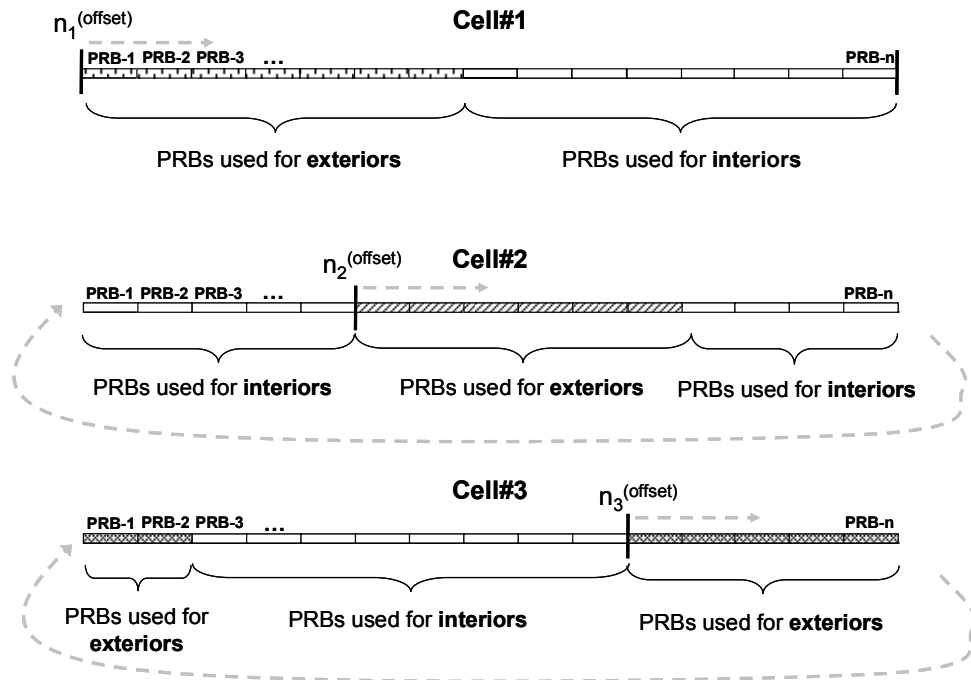 Cell#1
n₁⁽ᵒᶠᶠˢᵉᵗ⁾
PRB-1 PRB-2 PRB-3 ... PRB-n
PRBs used for exteriors PRBs used for interiors
Cell#2
n₂⁽ᵒᶠᶠˢᵉᵗ⁾
PRB-1 PRB-2 PRB-3 ... PRB-n
PRBs used for interiors PRBs used for exteriors PRBs used for interiors
Cell#3
n₃⁽ᵒᶠᶠˢᵉᵗ⁾
PRB-1 PRB-2 PRB-3 ... PRB-n
PRBs used for
exteriors
PRBs used for interiors PRBs used for exteriors